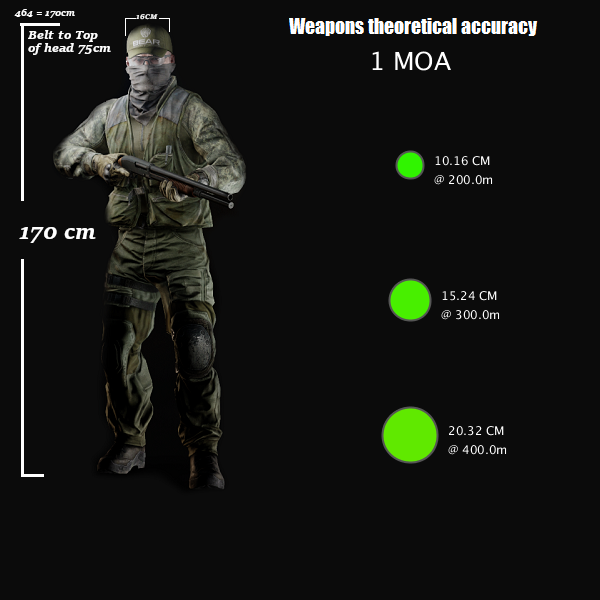 464 = 170cm
16CM
Belt to Top
of head 75cm
BEAR
170 cm
Weapons theoretical accuracy
1 MOA
10.16 CM
@ 200.0m
15.24 CM
@ 300.0m
20.32 CM
@ 400.0m